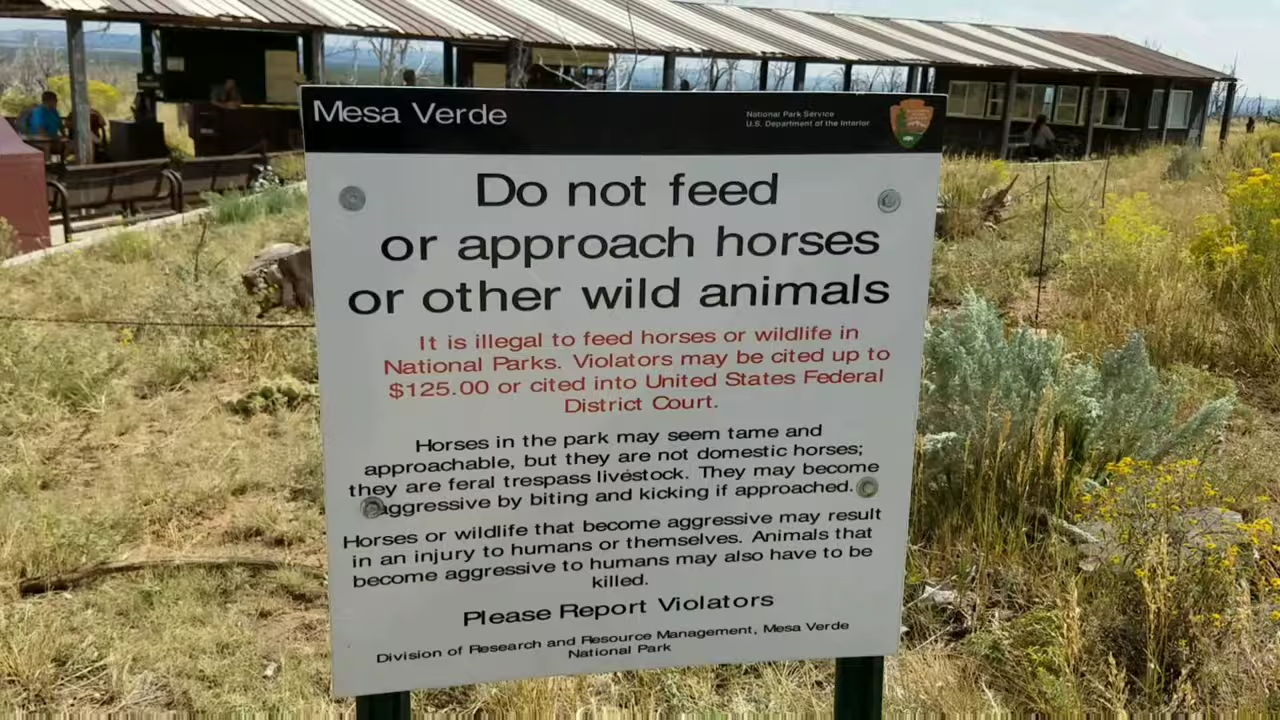 Mesa Verde
National Park Service
U.S. Department of the Interior
Do not feed
or approach horses
or other wild animals
It is illegal to feed horses or wildlife in
National Parks. Violators may be cited up to
$125.00 or cited into United States Federal
District Court.
Horses in the park may seem tame and
approachable, but they are not domestic horses;
they are feral trespass livestock. They may become
aggressive by biting and kicking if approached.
Horses or wildlife that become aggressive may result
in an injury to humans or themselves. Animals that
become aggressive to humans may also have to be
killed.
Please Report Violators
Division of Research and Resource Management, Mesa Verde
National Park